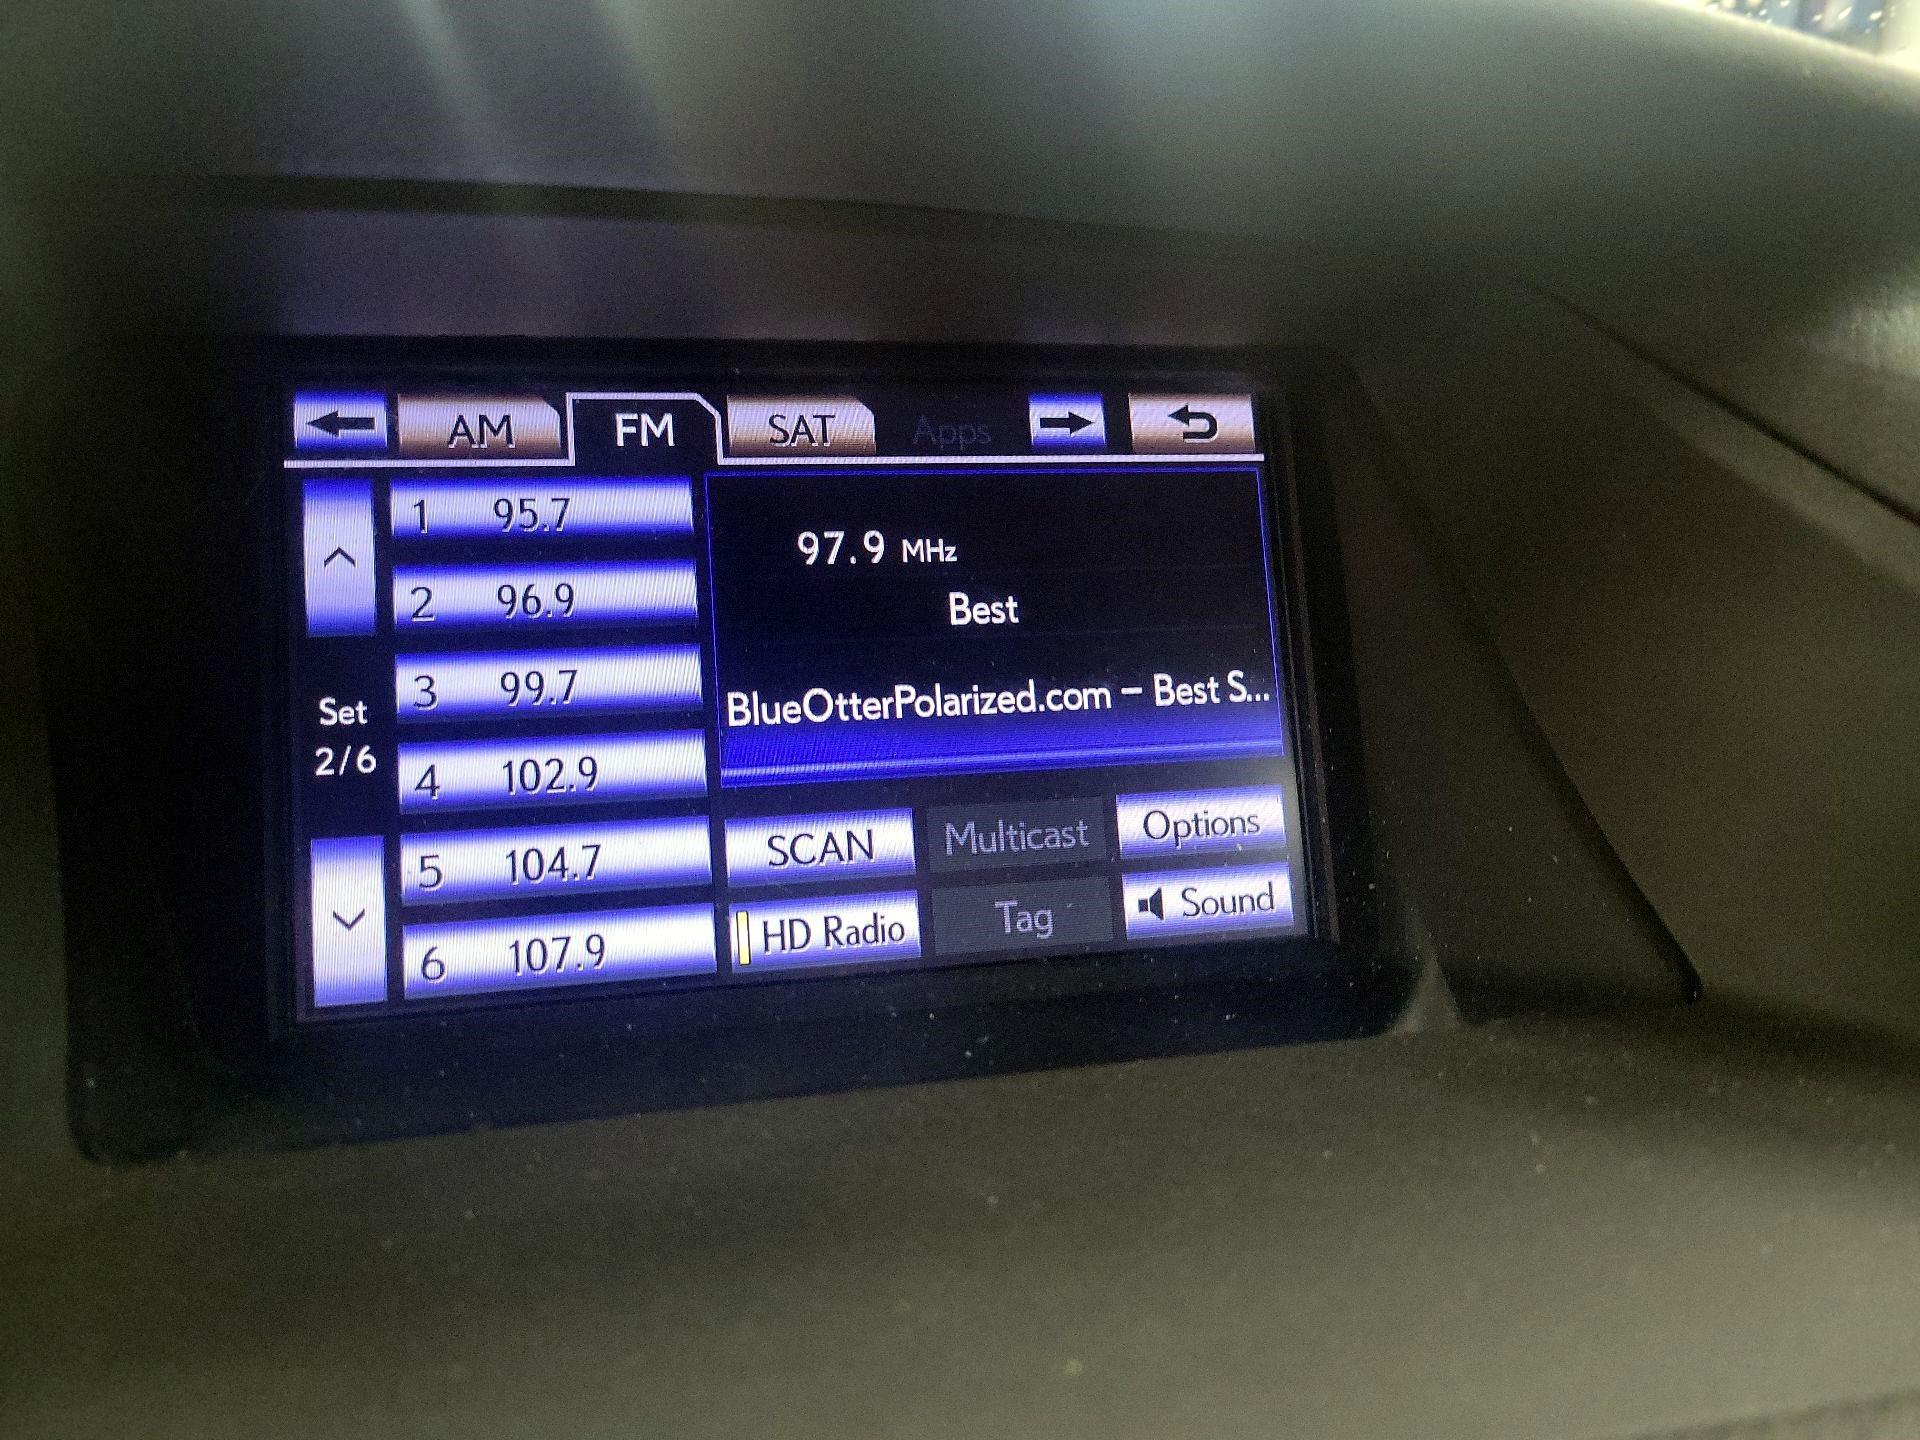 AM FM SAT Apps
1 95.7
2 96.9
3 99.7
4 102.9
5 104.7
6 107.9
Set
2/6
97.9 MHz
Best
BlueOtterPolarized.com – Best S...
SCAN Multicast Options
HD Radio Tag Sound